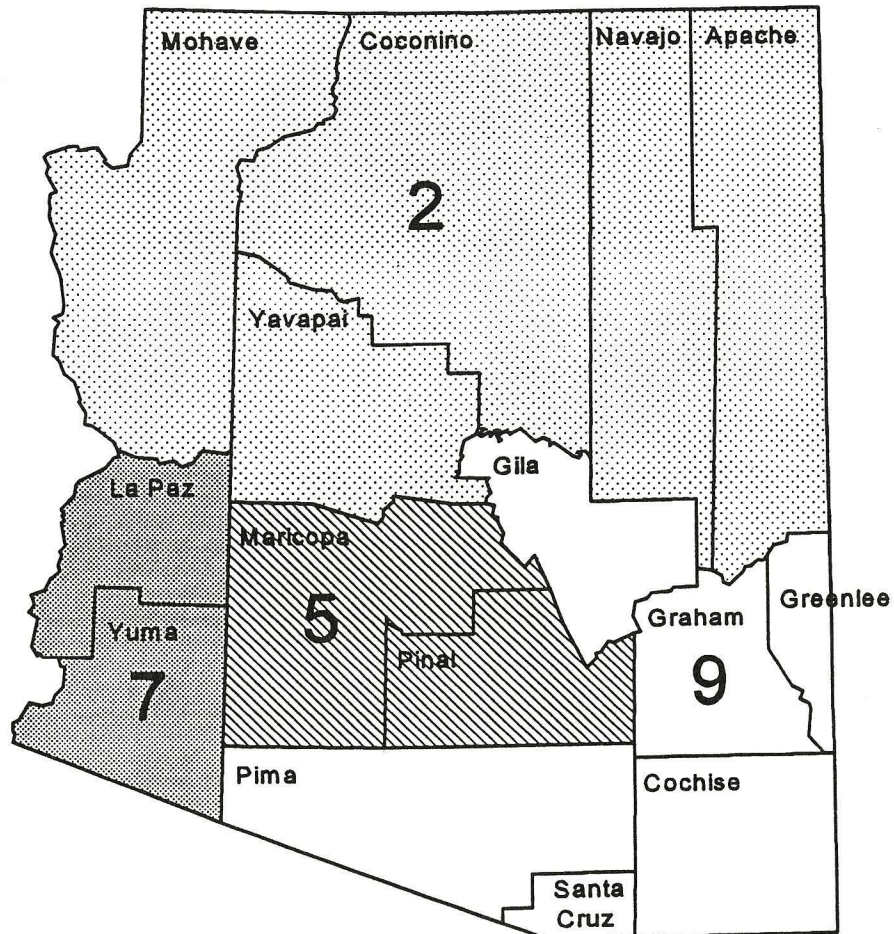 Mohave
Coconino
Navajo
Apache
2
Yavapai
Gila
La Paz
Maricopa
5
Yuma
7
Pinal
Graham
Greenlee
9
Pima
Cochise
Santa
Cruz